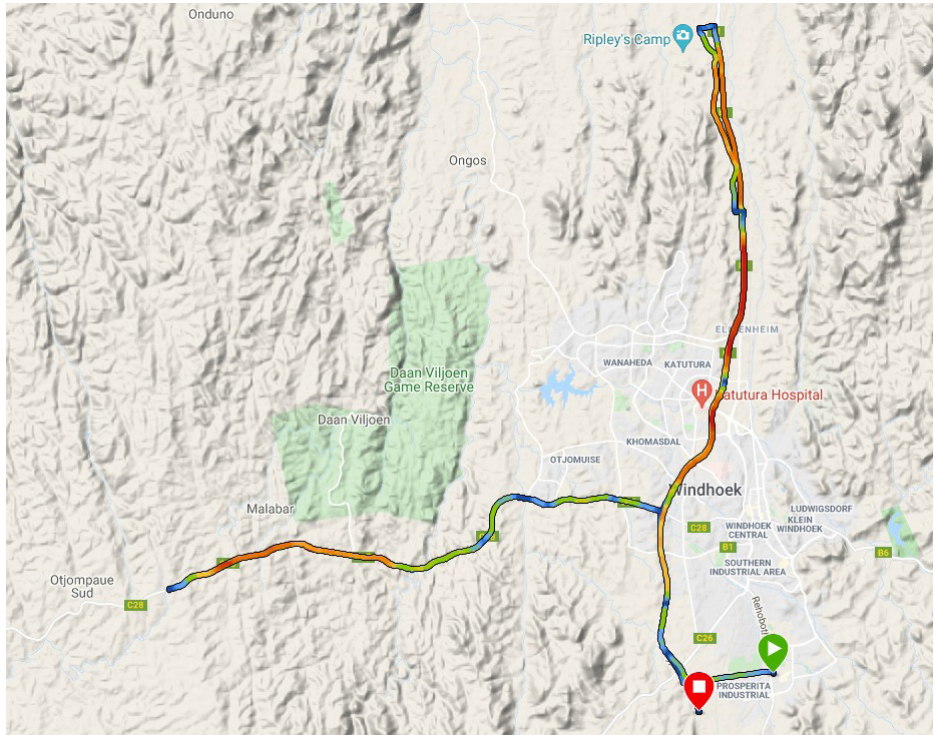 Onduno
Ripley's Camp
Ongos
ELISENHEIM
WANAHEDA
KATUTURA
Daan Viljoen
Game Reserve
Katutura Hospital
Daan Viljoen
KHOMASDAL
OTJOMUISE
Windhoek
Malabar
LUDWIGSDORF
KLEIN
WINDHOEK
WINDHOEK
CENTRAL
C28
B1
B6
SOUTHERN
INDUSTRIAL AREA
Otjompaue
Sud
C28
C26
PROSPERITA
INDUSTRIAL